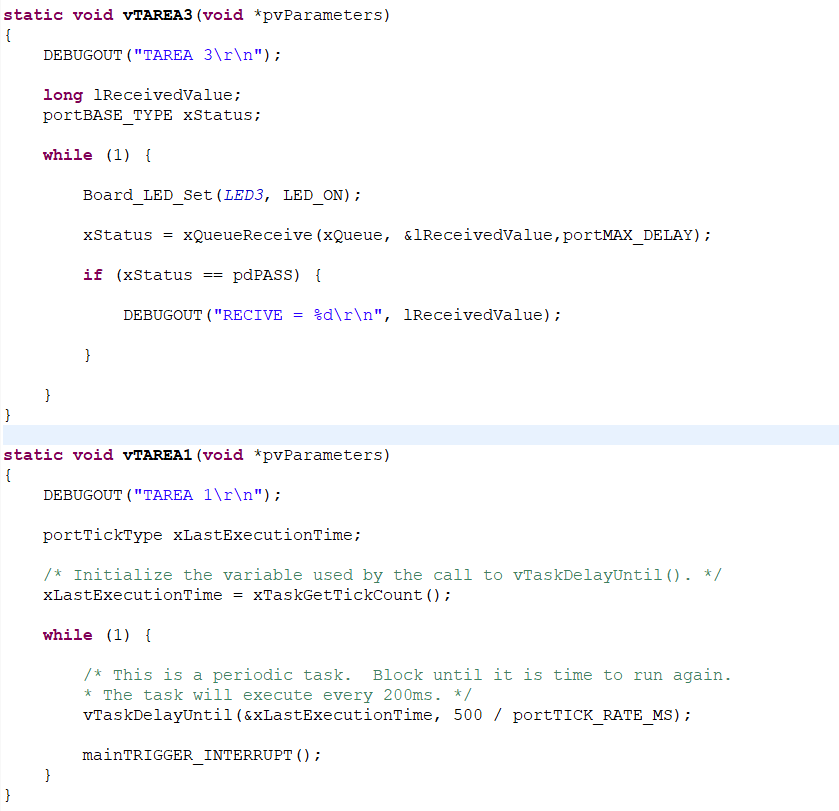 static void vTAREA3(void *pvParameters)
{
    DEBUGOUT("TAREA 3\r\n");
    long lReceivedValue;
    portBASE_TYPE xStatus;
    while (1) {
        Board_LED_Set(LED3, LED_ON);
        xStatus = xQueueReceive(xQueue, &lReceivedValue,portMAX_DELAY);
        if (xStatus == pdPASS) {
            DEBUGOUT("RECIVE = %d\r\n", lReceivedValue);
        }
    }
}
static void vTAREA1(void *pvParameters)
{
    DEBUGOUT("TAREA 1\r\n");
    portTickType xLastExecutionTime;
    /* Initialize the variable used by the call to vTaskDelayUntil(). */
    xLastExecutionTime = xTaskGetTickCount();
    while (1) {
        /* This is a periodic task.  Block until it is time to run again.
        * The task will execute every 200ms. */
        vTaskDelayUntil(&xLastExecutionTime, 500 / portTICK_RATE_MS);
        mainTRIGGER_INTERRUPT();
    }
}